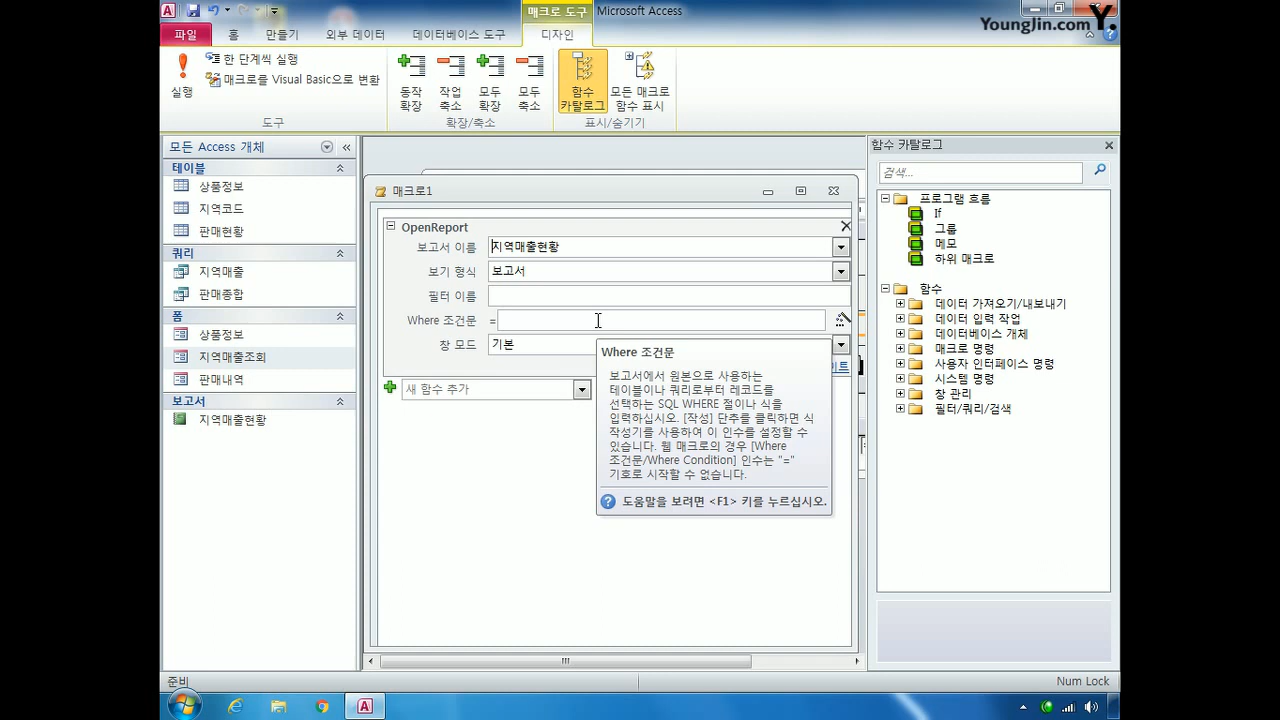 매크로 도구
Microsoft Access
Younglin.com
Y.
파일
홈
만들기
외부 데이터
데이터베이스 도구
디자인
실행
한 단계씩 실행
매크로를 Visual Basic으로 변환
도구
동작
확장
작업
축소
모두
확장
모두
축소
확장/축소
함수
카탈로그
모든 매크로
함수 표시
표시/숨기기
모든 Access 개체
테이블
상품정보
지역코드
판매현황
쿼리
지역매출
판매종합
폼
상품정보
지역매출조회
판매내역
보고서
지역매출현황
매크로1
OpenReport
보고서 이름
지역매출현황
보기 형식
보고서
필터 이름
Where 조건문
=
창 모드
기본
새 함수 추가
Where 조건문
보고서에서 원본으로 사용하는
테이블이나 쿼리로부터 레코드를
선택하는 SQL WHERE 절이나 식을
입력하십시오. [작성] 단추를 클릭하면 식
작성기를 사용하여 이 인수를 설정할 수
있습니다. 웹 매크로의 경우 [Where
조건문/Where Condition] 인수는 "="
기호로 시작할 수 없습니다.
도움말을 보려면 <F1> 키를 누르십시오.
함수 카탈로그
검색...
프로그램 흐름
If
그룹
메모
하위 매크로
함수
데이터 가져오기/내보내기
데이터 입력 작업
데이터베이스 개체
매크로 명령
사용자 인터페이스 명령
시스템 명령
창 관리
필터/쿼리/검색
준비
Num Lock